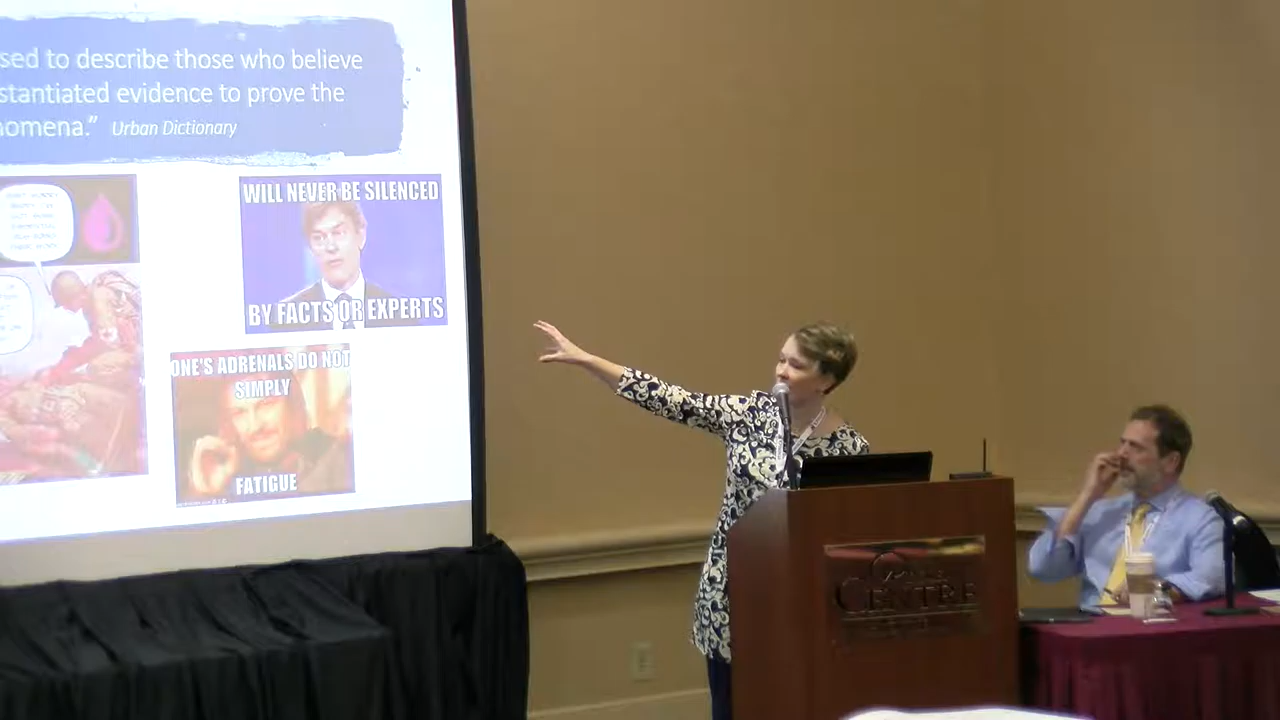 sed to describe those who believe
stantiated evidence to prove the
nomena.” Urban Dictionary
WILL NEVER BE SILENCED
BY FACTS OR EXPERTS
ONE'S ADRENALS DO NOT
SIMPLY
FATIGUE
CENTRE